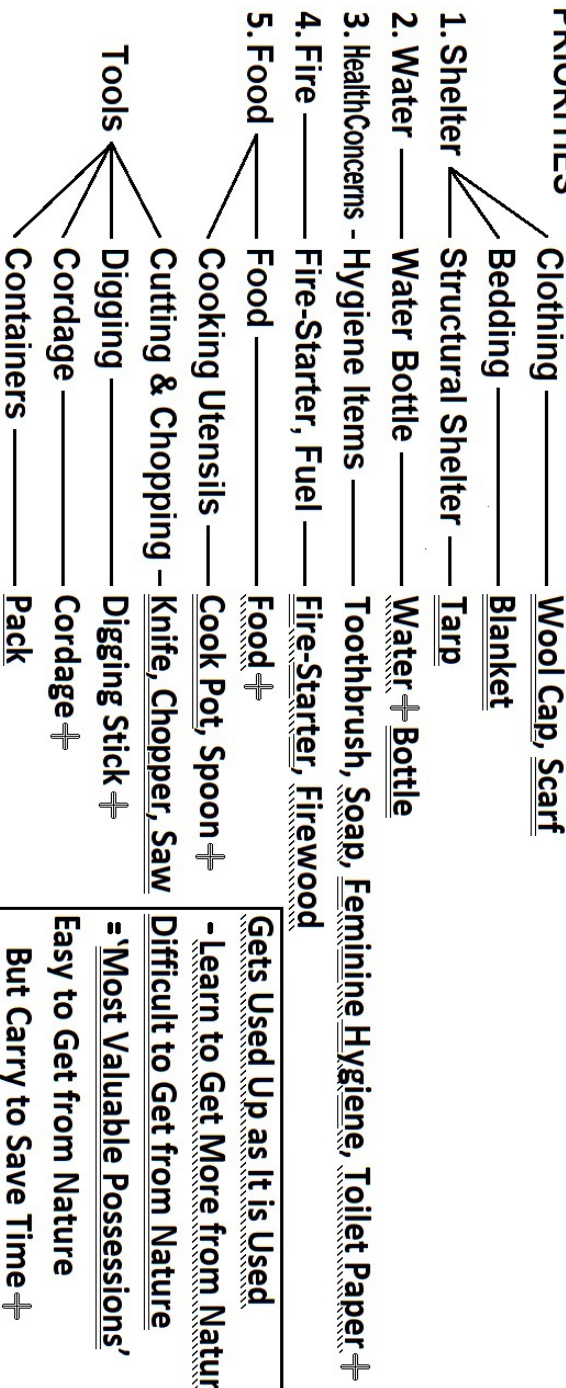 PRIORITIES
Clothing Wool Cap, Scarf
Bedding Blanket
1. Shelter Structural Shelter Tarp
2. Water Water Bottle Water + Bottle
3. HealthConcerns - Hygiene Items Toothbrush, Soap, Feminine Hygiene, Toilet Paper +
4. Fire Fire-Starter, Fuel Fire-Starter, Firewood
5. Food Food Food +
Cooking Utensils Cook Pot, Spoon +
Cutting & Chopping Knife, Chopper, Saw
Tools Digging Digging Stick +
Cordage Cordage +
Containers Pack
Gets Used Up as It is Used
- Learn to Get More from Natur
Difficult to Get from Nature
= 'Most Valuable Possessions'
Easy to Get from Nature
But Carry to Save Time +